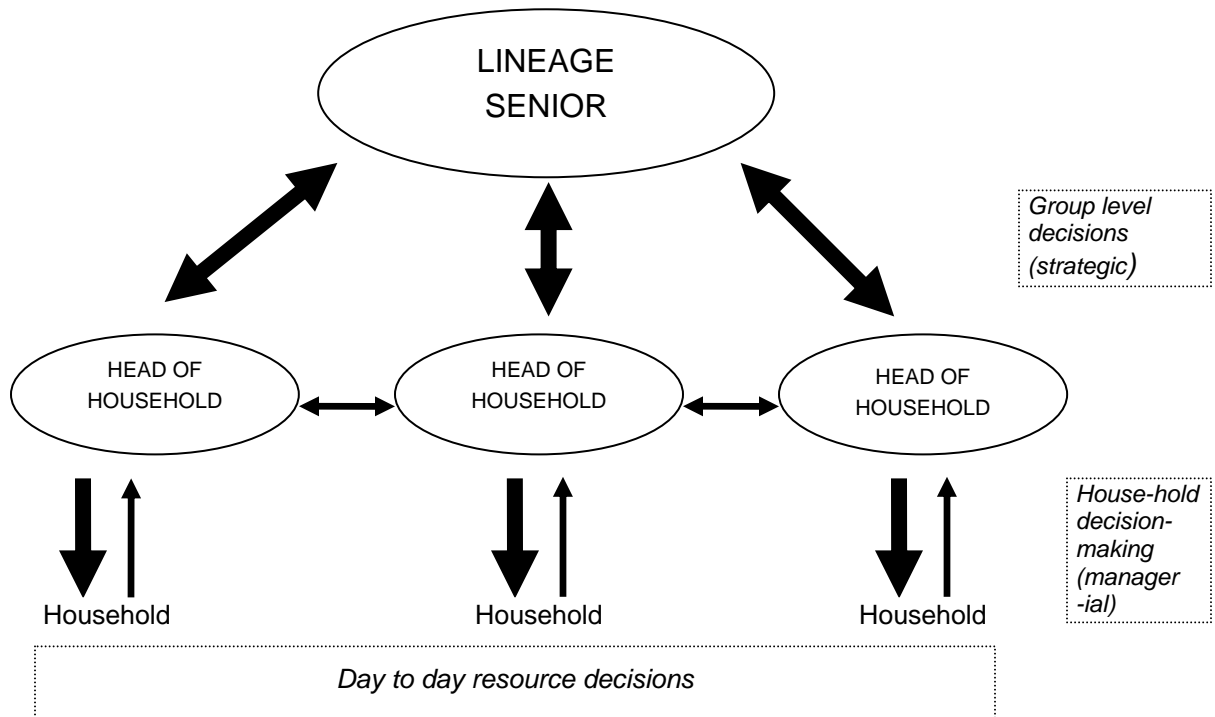 LINEAGE
SENIOR
Group level
decisions
(strategic)
HEAD OF
HOUSEHOLD
HEAD OF
HOUSEHOLD
HEAD OF
HOUSEHOLD
House-hold
decision-
making
(manager
-ial)
Household
Household
Household
Day to day resource decisions